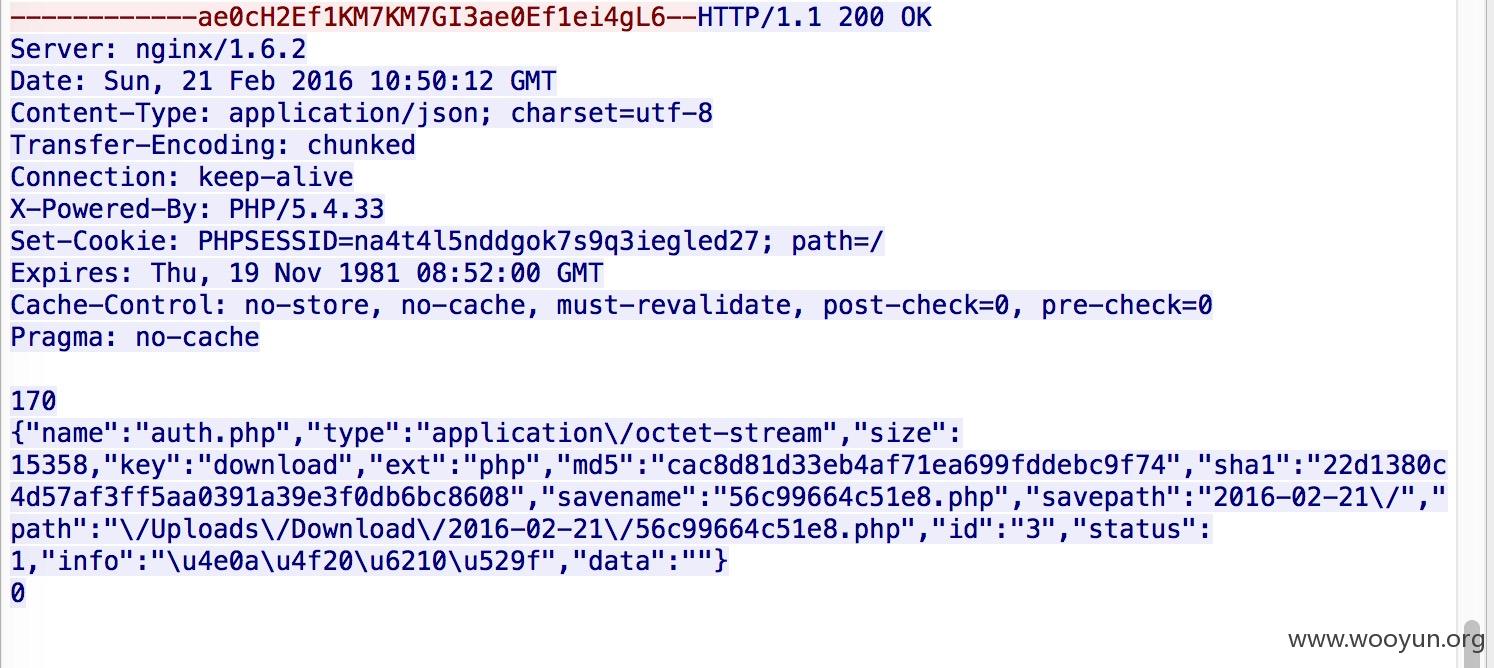 ------------ae0cH2Ef1KM7KM7GI3ae0Ef1ei4gL6--HTTP/1.1 200 OK
Server: nginx/1.6.2
Date: Sun, 21 Feb 2016 10:50:12 GMT
Content-Type: application/json; charset=utf-8
Transfer-Encoding: chunked
Connection: keep-alive
X-Powered-By: PHP/5.4.33
Set-Cookie: PHPSESSID=na4t4l5nddgok7s9q3iegled27; path=/
Expires: Thu, 19 Nov 1981 08:52:00 GMT
Cache-Control: no-store, no-cache, must-revalidate, post-check=0, pre-check=0
Pragma: no-cache
170
{"name":"auth.php","type":"application\/octet-stream","size":
15358,"key":"download","ext":"php","md5":"cac8d81d33eb4af71ea699fddebc9f74","sha1":"22d1380c
4d57af3ff5aa0391a39e3f0db6bc8608","savename":"56c99664c51e8.php","savepath":"2016-02-21\/","
path":"\/Uploads\/Download\/2016-02-21\/56c99664c51e8.php","id":"3","status":
1,"info":"\u4e0a\u4f20\u6210\u529f","data":""}
0
www.wooyun.org